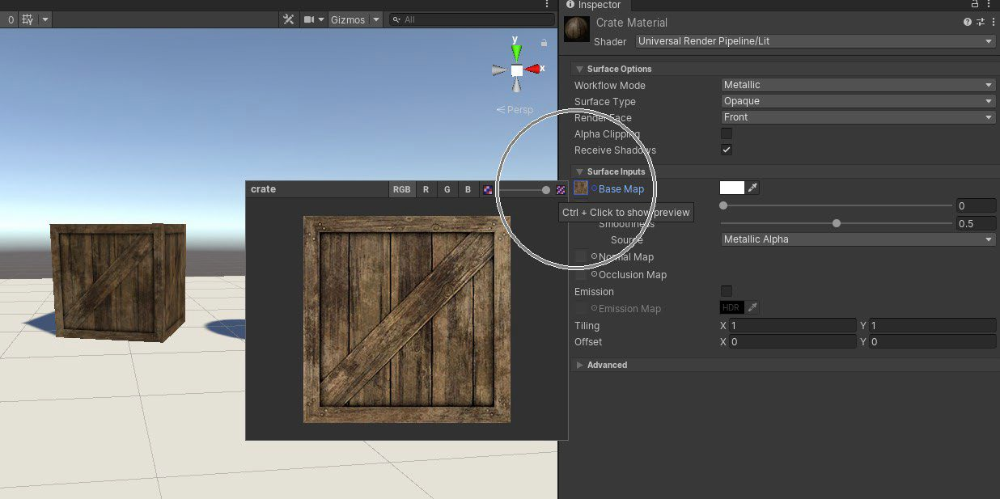 0
Gizmos
All
y
x
Persp
Inspector
Crate Material
Shader
Universal Render Pipeline/Lit
Surface Options
Workflow Mode
Metallic
Surface Type
Opaque
Render Face
Front
Alpha Clipping
Receive Shadows
Surface Inputs
Base Map
crate
RGB
R
G
B
Ctrl + Click to show preview
0
Smoothness
0.5
Source
Metallic Alpha
Normal Map
Occlusion Map
Emission
Emission Map
HDR
Tiling
X 1
Y 1
Offset
X 0
Y 0
Advanced